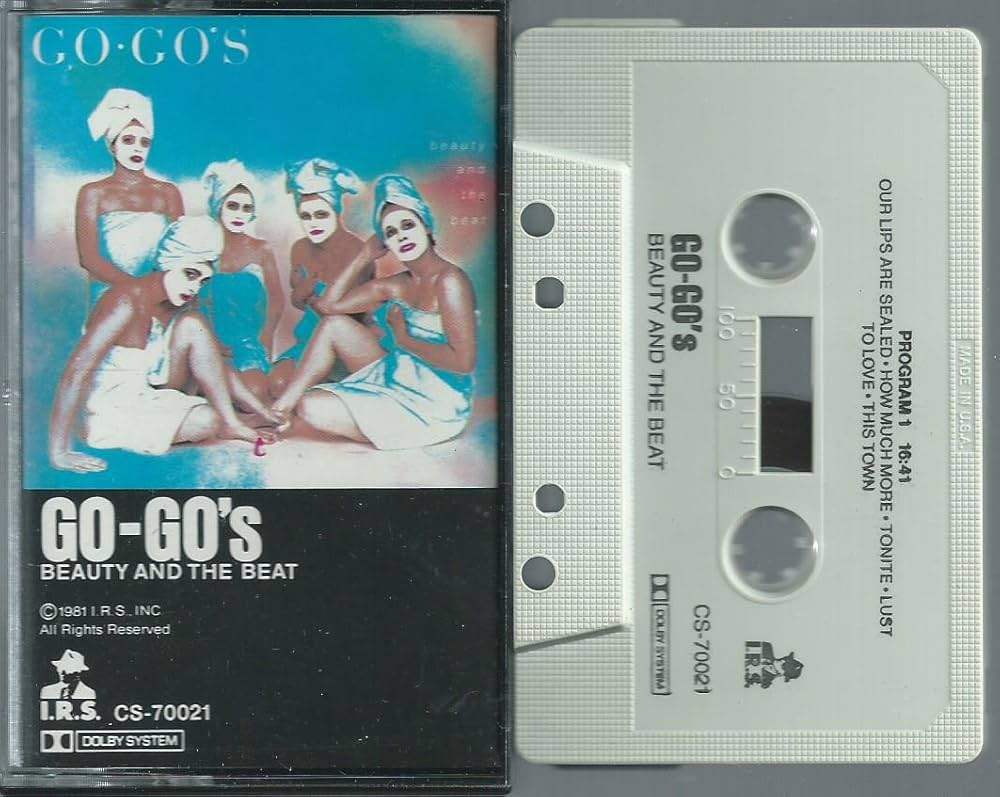 GO·GO'S
beauty
and
the
beat
GO-GO's
BEAUTY AND THE BEAT
©1981 I.R.S., INC
All Rights Reserved
I.R.S. CS-70021
DOLBY SYSTEM
GO-GO's
BEAUTY AND THE BEAT
100 50 0
PROGRAM 1 16:41
OUR LIPS ARE SEALED • HOW MUCH MORE • TONITE • LUST
TO LOVE • THIS TOWN
MADE IN U.S.A.
DOLBY SYSTEM
CS-70021
I.R.S.